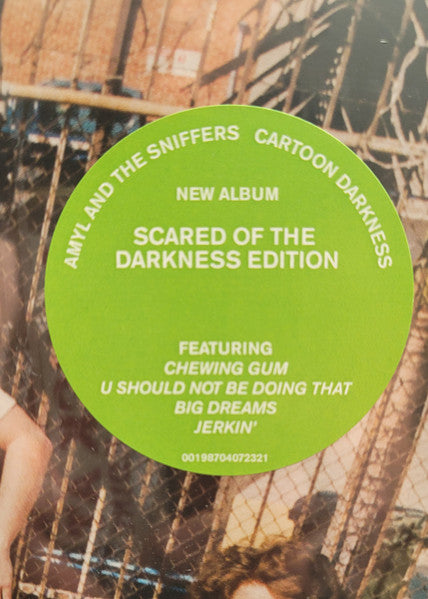 AMYL AND THE SNIFFERS CARTOON DARKNESS
NEW ALBUM
SCARED OF THE
DARKNESS EDITION
FEATURING
CHEWING GUM
U SHOULD NOT BE DOING THAT
BIG DREAMS
JERKIN'
00198704072321